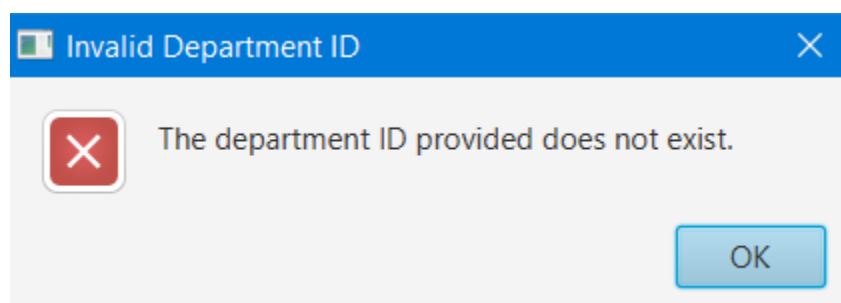 Invalid Department ID
The department ID provided does not exist.
OK